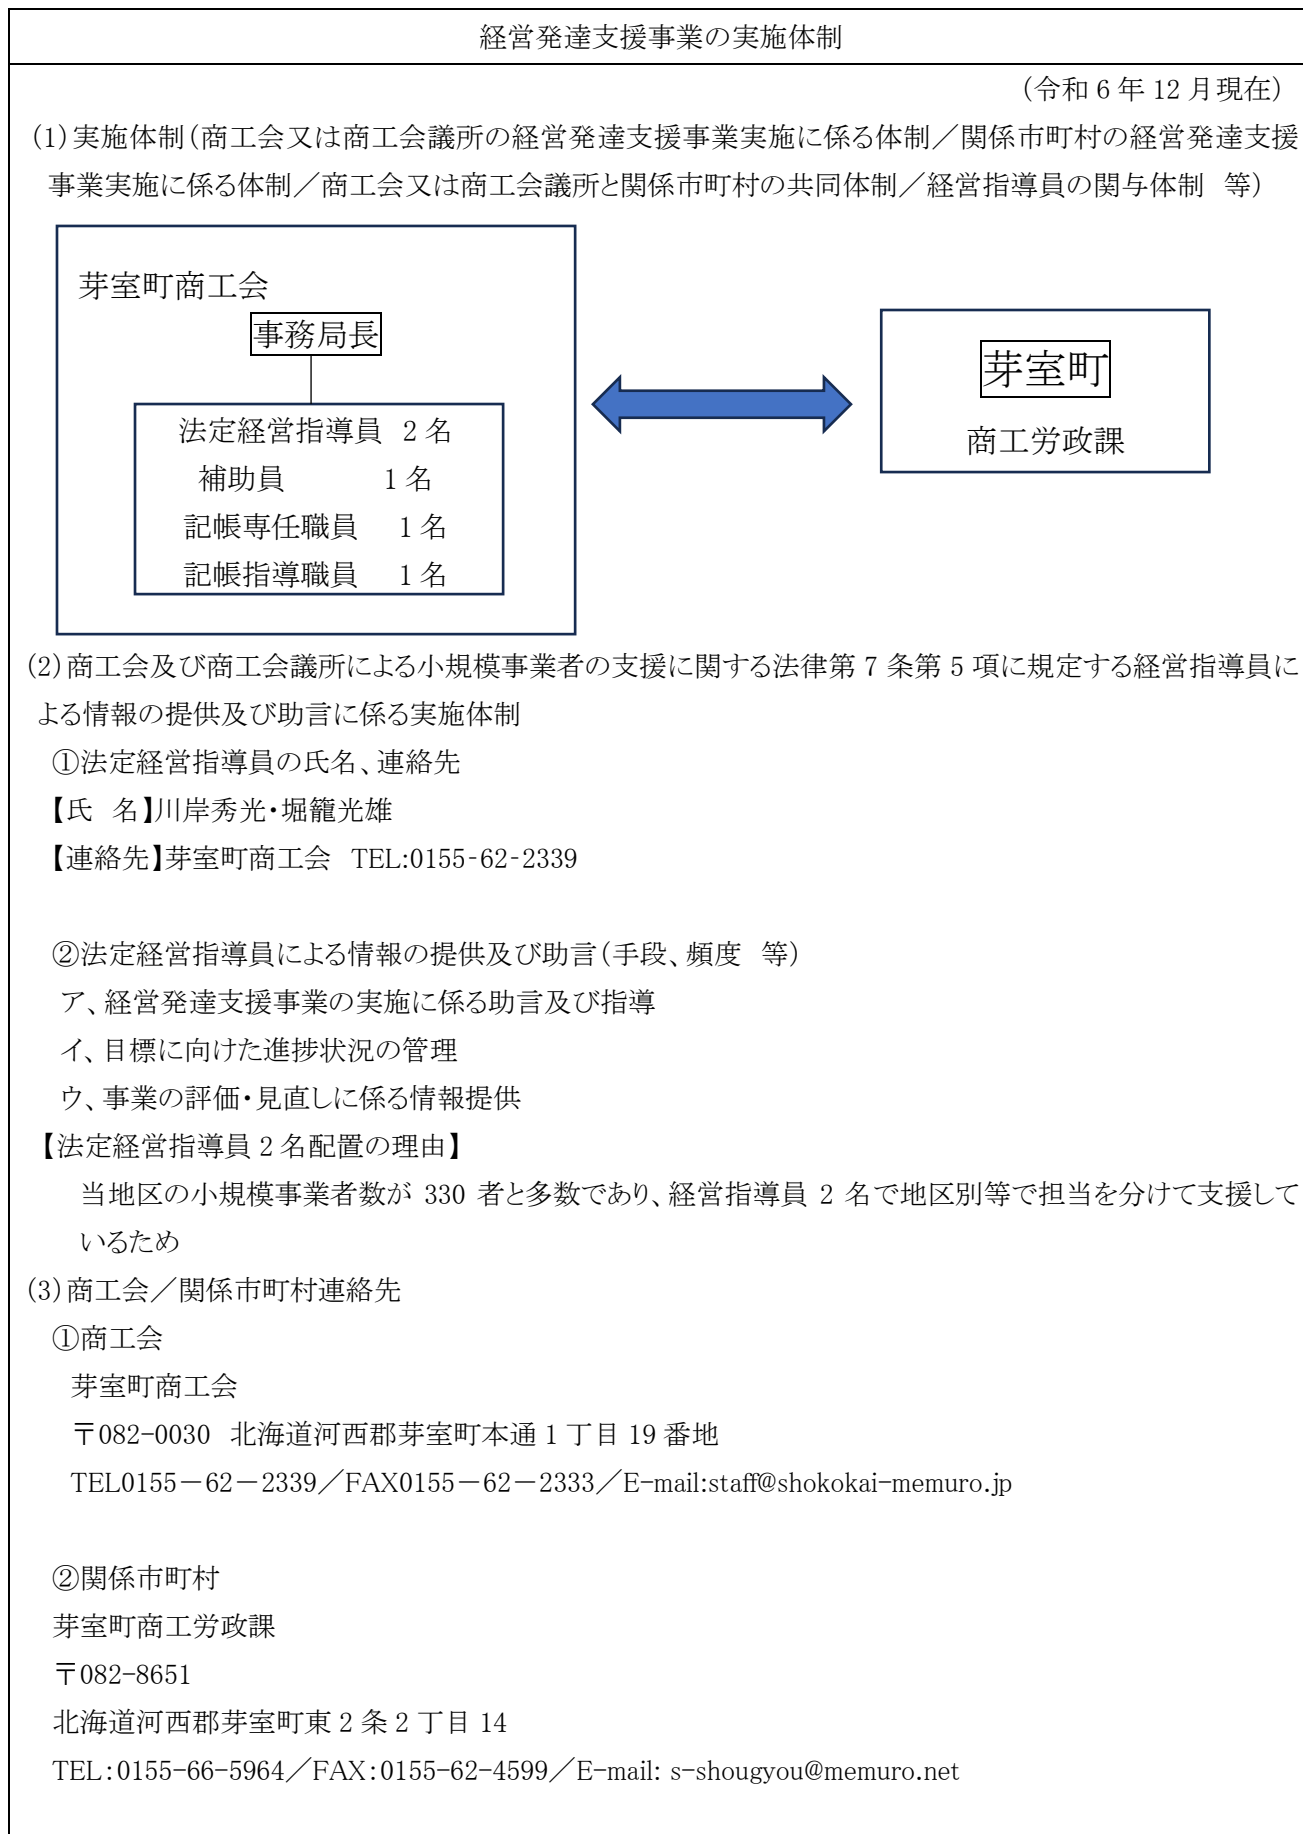 経営発達支援事業の実施体制
（令和6年12月現在）
(1)実施体制（商工会又は商工会議所の経営発達支援事業実施に係る体制／関係市町村の経営発達支援
事業実施に係る体制／商工会又は商工会議所と関係市町村の共同体制／経営指導員の関与体制　等）
芽室町商工会
事務局長
法定経営指導員　2名
補助員　1名
記帳専任職員　1名
記帳指導職員　1名
芽室町
商工労政課
(2)商工会及び商工会議所による小規模事業者の支援に関する法律第7条第5項に規定する経営指導員に
よる情報の提供及び助言に係る実施体制
①法定経営指導員の氏名、連絡先
【氏　名】川岸秀光・堀籠光雄
【連絡先】芽室町商工会　TEL:0155-62-2339
②法定経営指導員による情報の提供及び助言（手段、頻度　等）
ア、経営発達支援事業の実施に係る助言及び指導
イ、目標に向けた進捗状況の管理
ウ、事業の評価・見直しに係る情報提供
【法定経営指導員2名配置の理由】
当地区の小規模事業者数が 330 者と多数であり、経営指導員 2 名で地区別等で担当を分けて支援して
いるため
(3)商工会／関係市町村連絡先
①商工会
芽室町商工会
〒082-0030　北海道河西郡芽室町本通1丁目19番地
TEL0155－62－2339／FAX0155－62－2333／E-mail:staff@shokokai-memuro.jp
②関係市町村
芽室町商工労政課
〒082-8651
北海道河西郡芽室町東2条2丁目14
TEL：0155-66-5964／FAX：0155-62-4599／E-mail: s-shougyou@memuro.net